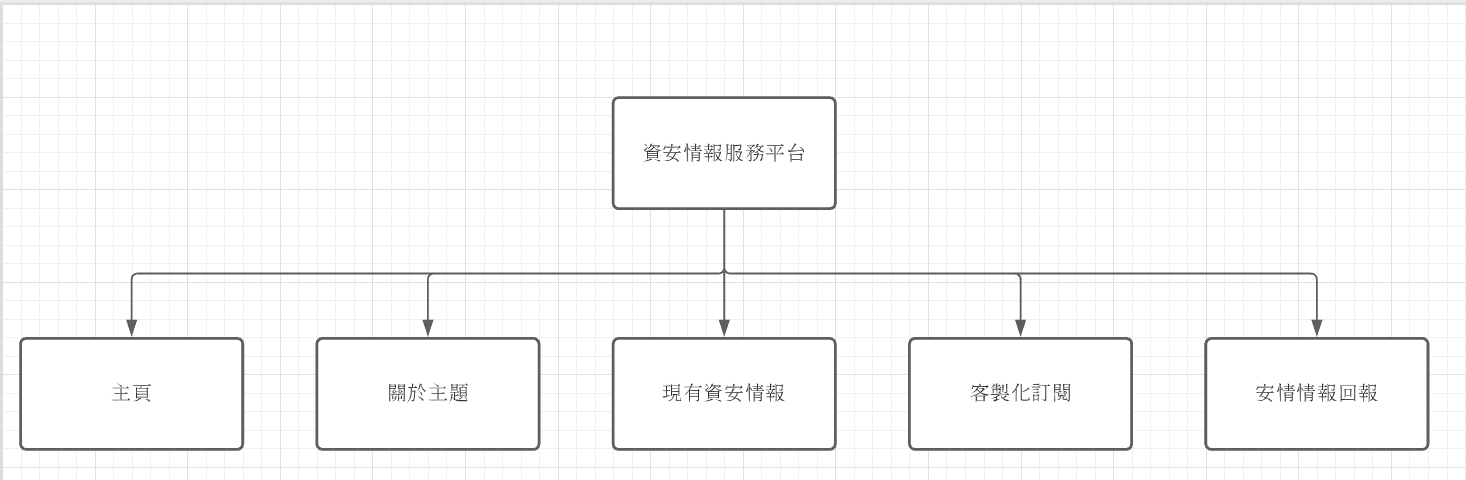 資安情報服務平台
主頁
關於主題
現有資安情報
客製化訂閱
安情情報回報